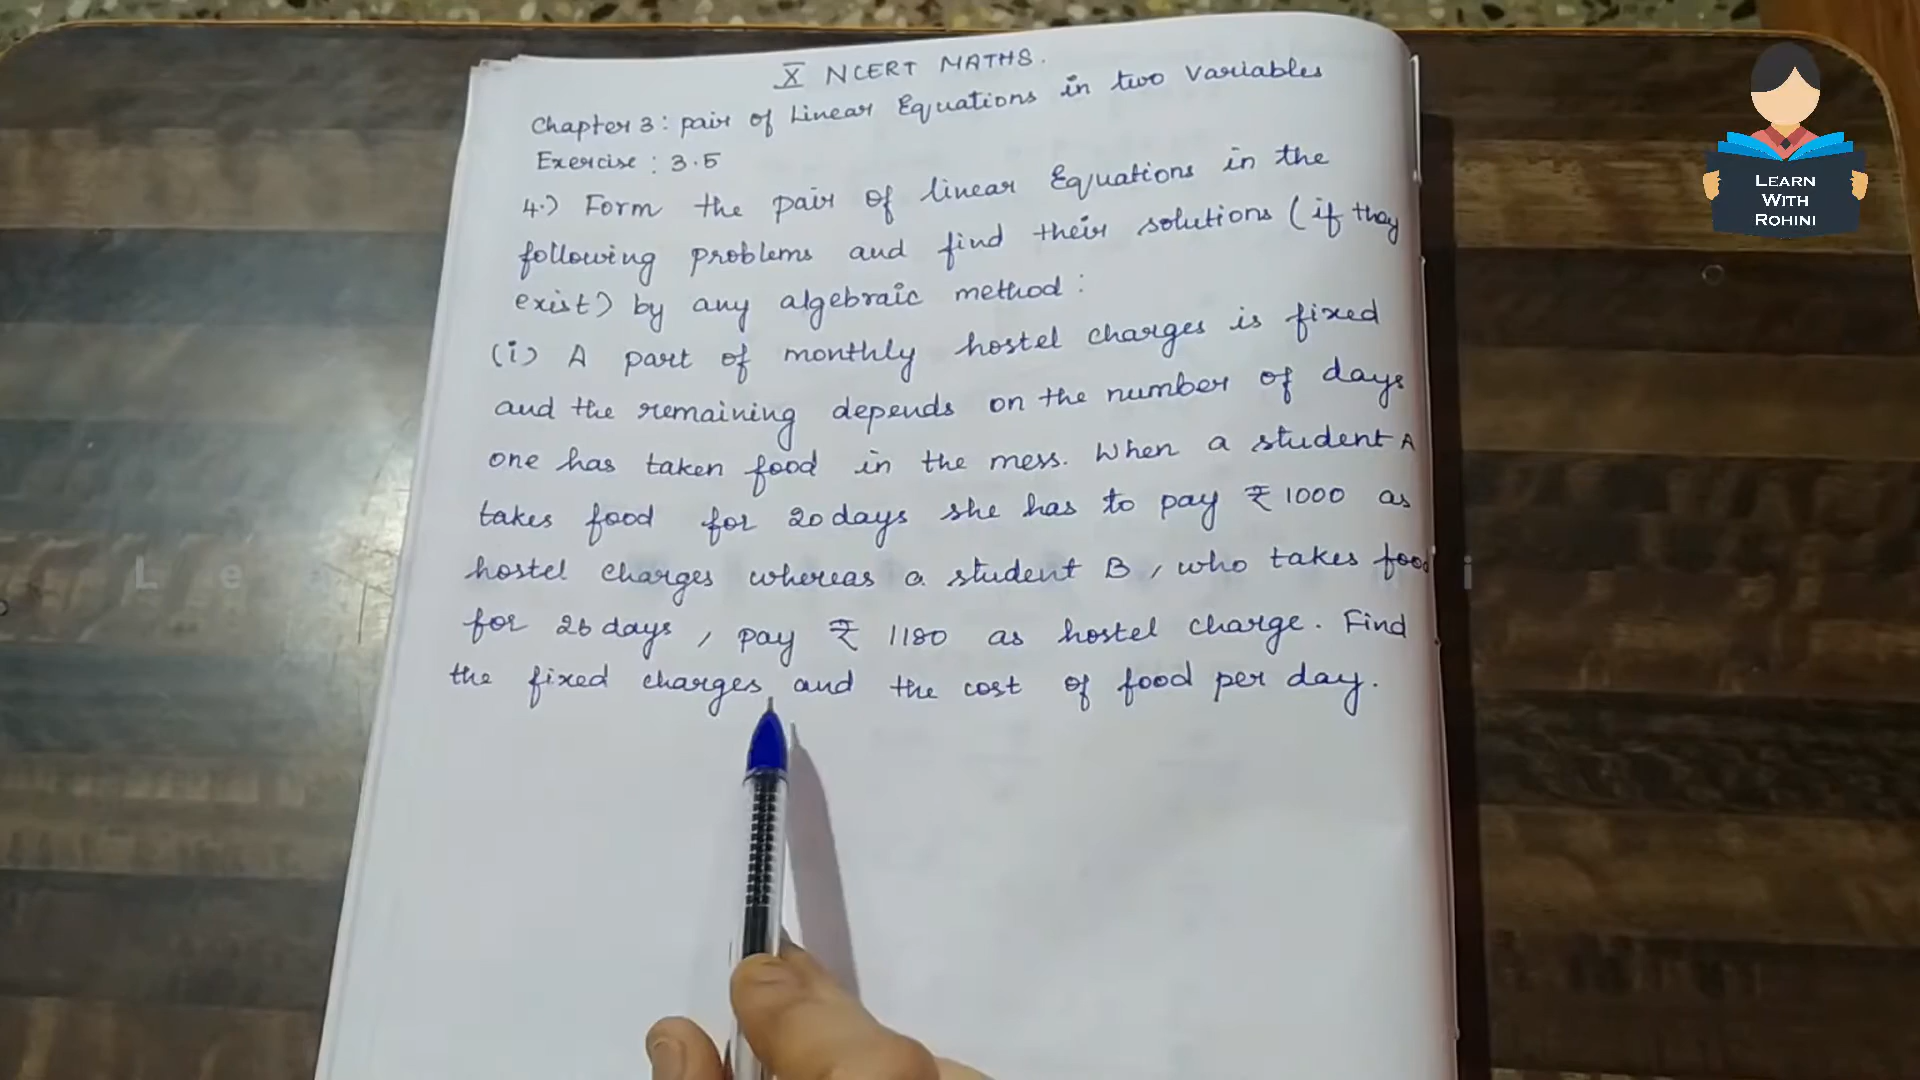 X NCERT MATHS.
Chapter 3: pair of Linear Equations in two Variables
Exercise : 3.5
4.) Form the pair of linear Equations in the
following problems and find their solutions (if they
exist) by any algebraic method :
(i) A part of monthly hostel charges is fixed
and the remaining depends on the number of days
one has taken food in the mess. When a student A
takes food for 20 days she has to pay ₹ 1000 as
hostel charges whereas a student B, who takes food
for 26 days, pay ₹ 1180 as hostel charge. Find
the fixed charges and the cost of food per day.
LEARN
WITH
ROHINI